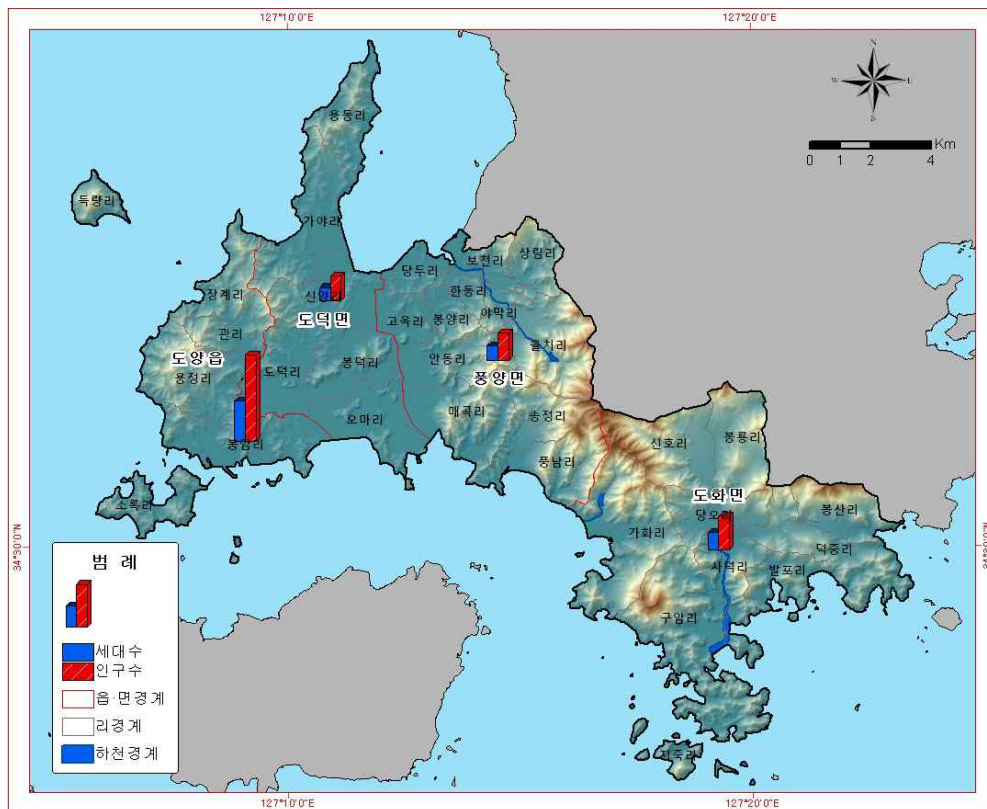 127°10'0"E
127°20'0"E
N
W E
S
Km
0 1 2 4
용동리
득량리
가야리
상림리
보천리
당두리
장계리
신양리
한동리
도덕면
고옥리
봉양리
야막리
율치리
관리
도양읍
용정리
도덕리
봉덕리
안동리
풍양면
매곡리
송정리
오마리
봉암리
신호리
봉룡리
풍남리
도화면
소록리
당오리
봉산리
가화리
덕중리
34°30'0"N
34°30'0"N
사덕리
발포리
구암리
지죽리
범 례
세대수
인구수
읍·면경계
리경계
하천경계
127°10'0"E
127°20'0"E